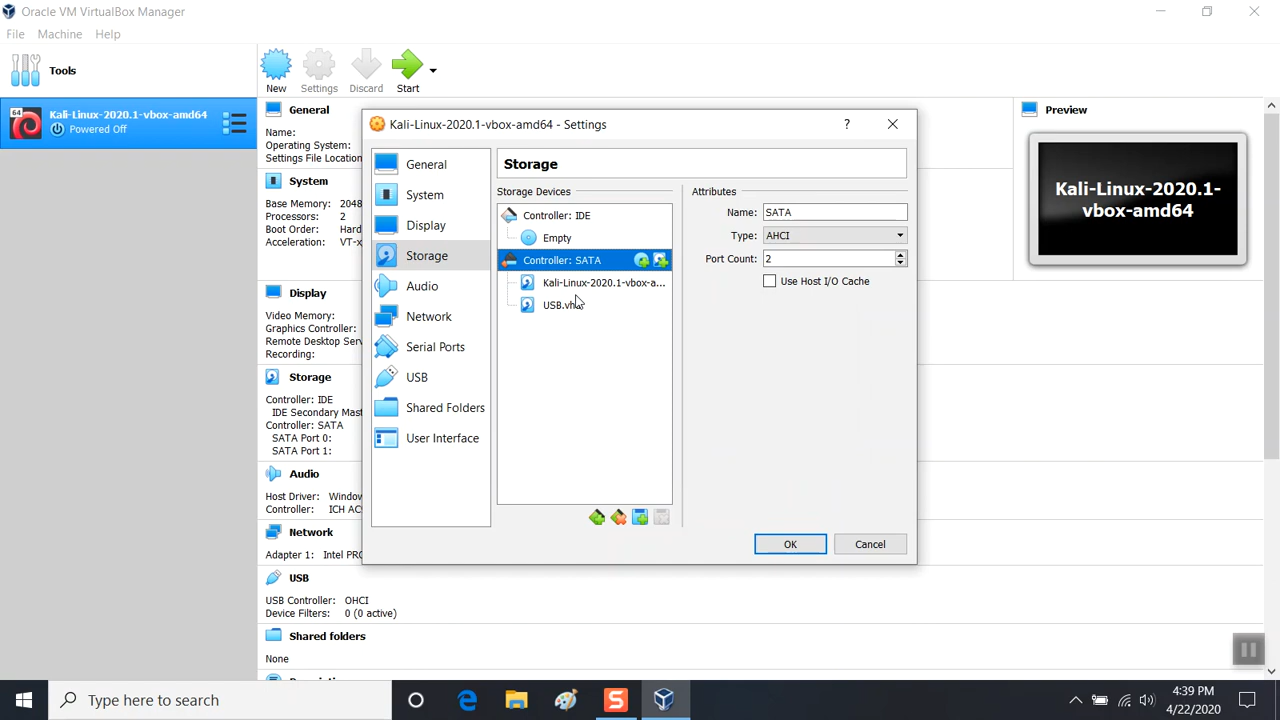 Oracle VM VirtualBox Manager
File Machine Help
Tools
New Settings Discard Start
64
Kali-Linux-2020.1-vbox-amd64
Powered Off
General
Name:
Operating System:
Settings File Location
System
Base Memory: 2048
Processors: 2
Boot Order: Hard
Acceleration: VT-x
Display
Video Memory:
Graphics Controller:
Remote Desktop Serv
Recording:
Storage
Controller: IDE
IDE Secondary Mast
Controller: SATA
SATA Port 0:
SATA Port 1:
Audio
Host Driver: Window
Controller: ICH AC9
Network
Adapter 1: Intel PRO
USB
USB Controller: OHCI
Device Filters: 0 (0 active)
Shared folders
None
Preview
Kali-Linux-2020.1-
vbox-amd64
Kali-Linux-2020.1-vbox-amd64 - Settings
?
General
System
Display
Storage
Audio
Network
Serial Ports
USB
Shared Folders
User Interface
Storage
Storage Devices
Controller: IDE
Empty
Controller: SATA
Kali-Linux-2020.1-vbox-a...
USB.vh
Attributes
Name: SATA
Type: AHCI
Port Count: 2
Use Host I/O Cache
OK Cancel
Type here to search
4:39 PM
4/22/2020